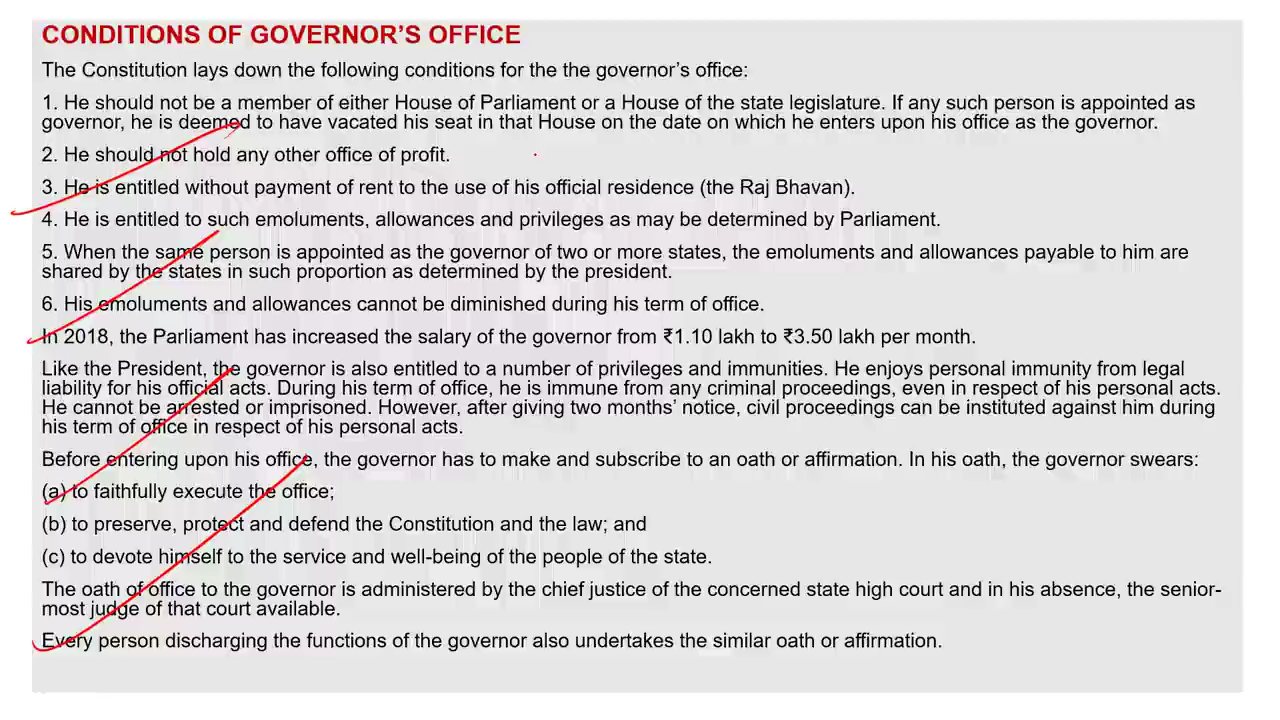 CONDITIONS OF GOVERNOR’S OFFICE
The Constitution lays down the following conditions for the the governor’s office:
1. He should not be a member of either House of Parliament or a House of the state legislature. If any such person is appointed as
governor, he is deemed to have vacated his seat in that House on the date on which he enters upon his office as the governor.
2. He should not hold any other office of profit.
3. He is entitled without payment of rent to the use of his official residence (the Raj Bhavan).
4. He is entitled to such emoluments, allowances and privileges as may be determined by Parliament.
5. When the same person is appointed as the governor of two or more states, the emoluments and allowances payable to him are
shared by the states in such proportion as determined by the president.
6. His emoluments and allowances cannot be diminished during his term of office.
In 2018, the Parliament has increased the salary of the governor from ₹1.10 lakh to ₹3.50 lakh per month.
Like the President, the governor is also entitled to a number of privileges and immunities. He enjoys personal immunity from legal
liability for his official acts. During his term of office, he is immune from any criminal proceedings, even in respect of his personal acts.
He cannot be arrested or imprisoned. However, after giving two months’ notice, civil proceedings can be instituted against him during
his term of office in respect of his personal acts.
Before entering upon his office, the governor has to make and subscribe to an oath or affirmation. In his oath, the governor swears:
(a) to faithfully execute the office;
(b) to preserve, protect and defend the Constitution and the law; and
(c) to devote himself to the service and well-being of the people of the state.
The oath of office to the governor is administered by the chief justice of the concerned state high court and in his absence, the senior-
most judge of that court available.
Every person discharging the functions of the governor also undertakes the similar oath or affirmation.